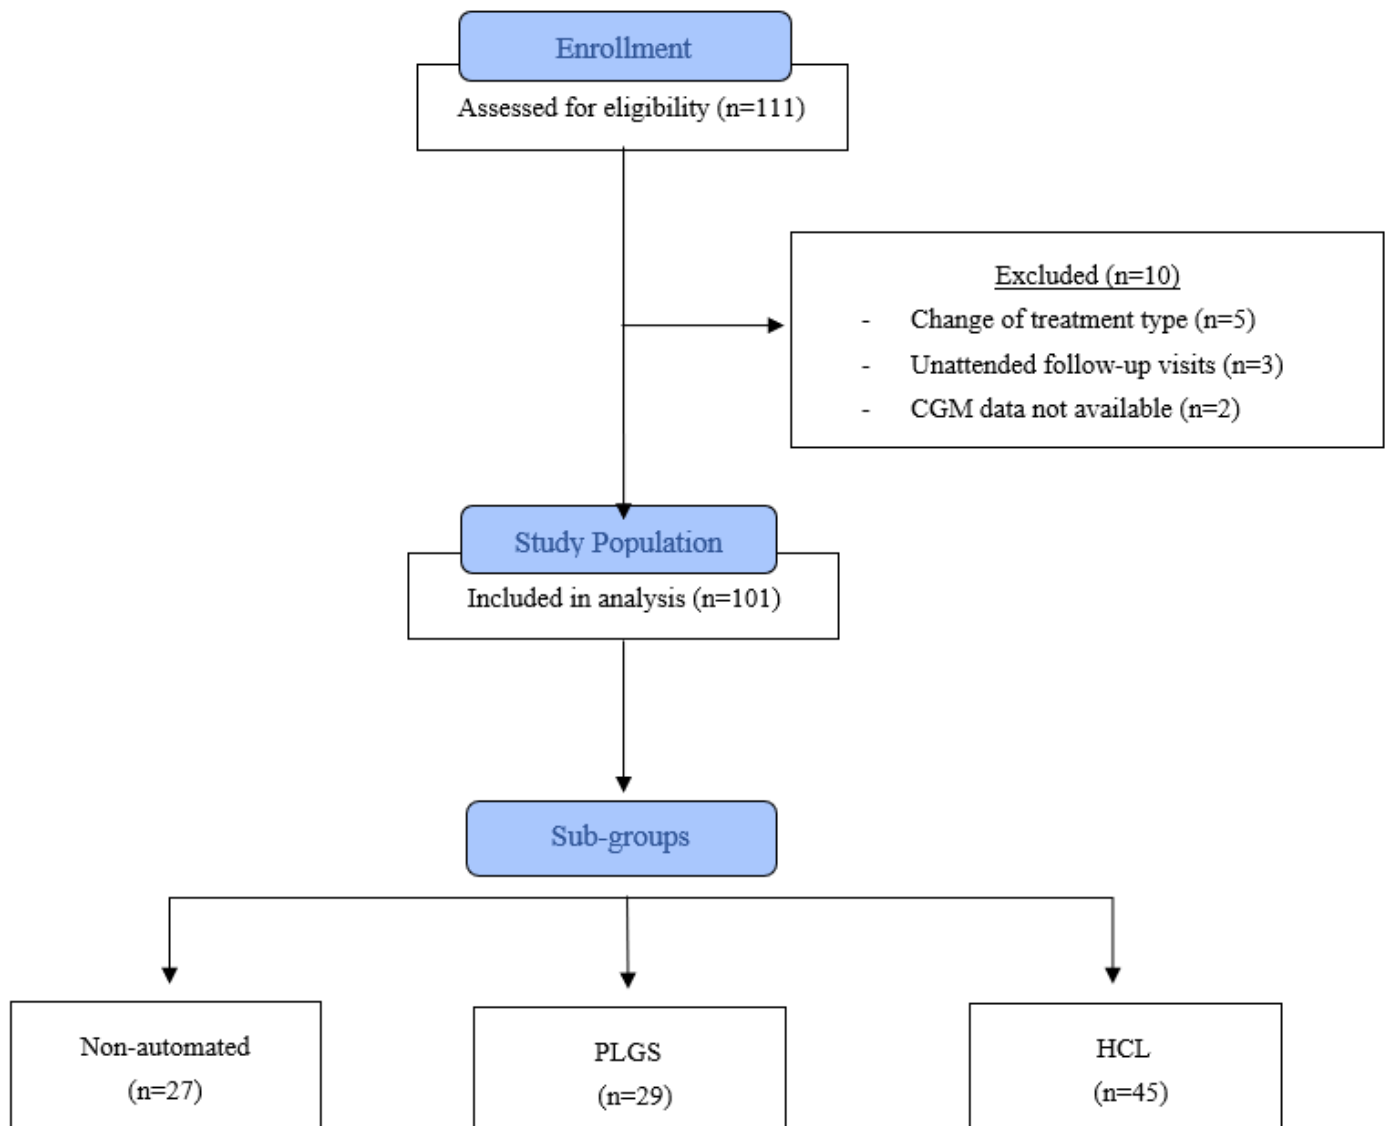 Enrollment
Assessed for eligibility (n=111)
Excluded (n=10)
- Change of treatment type (n=5)
- Unattended follow-up visits (n=3)
- CGM data not available (n=2)
Study Population
Included in analysis (n=101)
Sub-groups
Non-automated
(n=27)
PLGS
(n=29)
HCL
(n=45)